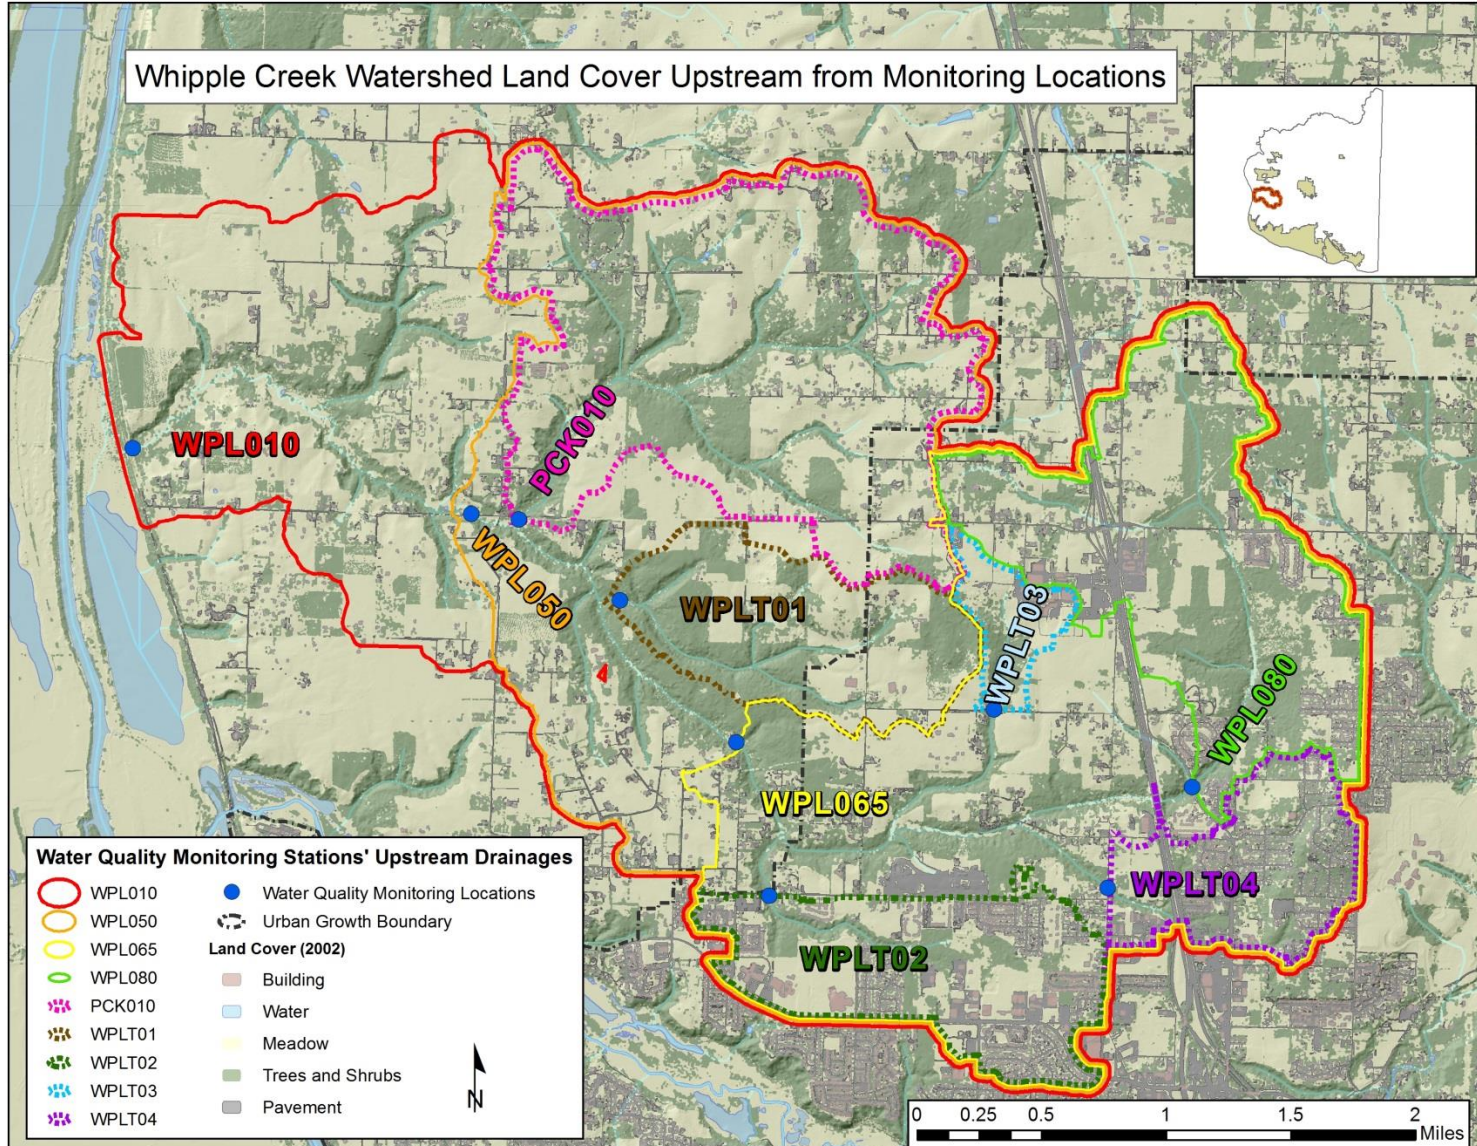 Whipple Creek Watershed Land Cover Upstream from Monitoring Locations
WPL010
PCK010
WPL050
WPLT01
WPLT03
WPL080
WPL065
WPLT04
WPLT02
Water Quality Monitoring Stations' Upstream Drainages
WPL010
WPL050
WPL065
WPL080
PCK010
WPLT01
WPLT02
WPLT03
WPLT04
Water Quality Monitoring Locations
Urban Growth Boundary
Land Cover (2002)
Building
Water
Meadow
Trees and Shrubs
Pavement
N
0 0.25 0.5 1 1.5 2
Miles